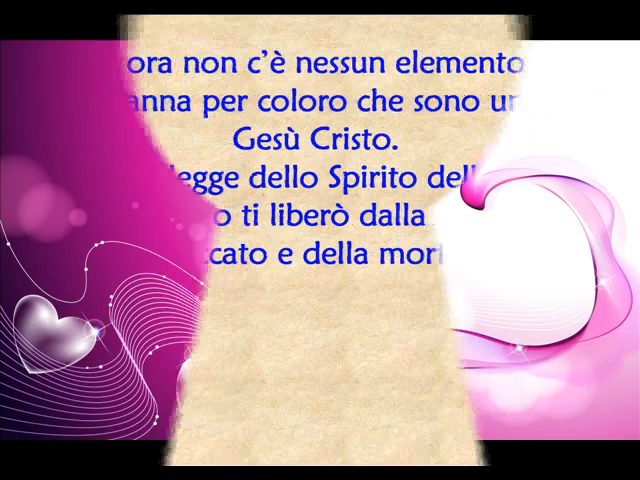 ora non c'è nessun elemento
anna per coloro che sono un
Gesù Cristo.
legge dello Spirito dell
o ti liberò dalla
ccato e della mort